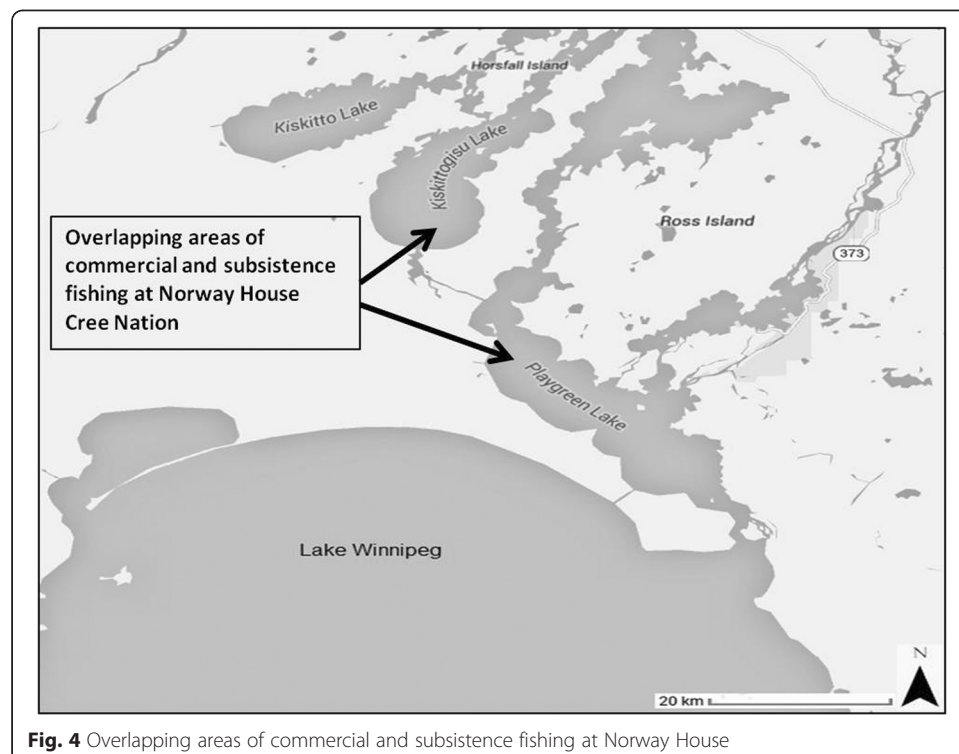 Horsfall Island
Kiskitto Lake
Kiskittogisu Lake
Ross Island
Overlapping areas of
commercial and subsistence
fishing at Norway House
Cree Nation
373
Playgreen Lake
Lake Winnipeg
N
20 km
Fig. 4 Overlapping areas of commercial and subsistence fishing at Norway House